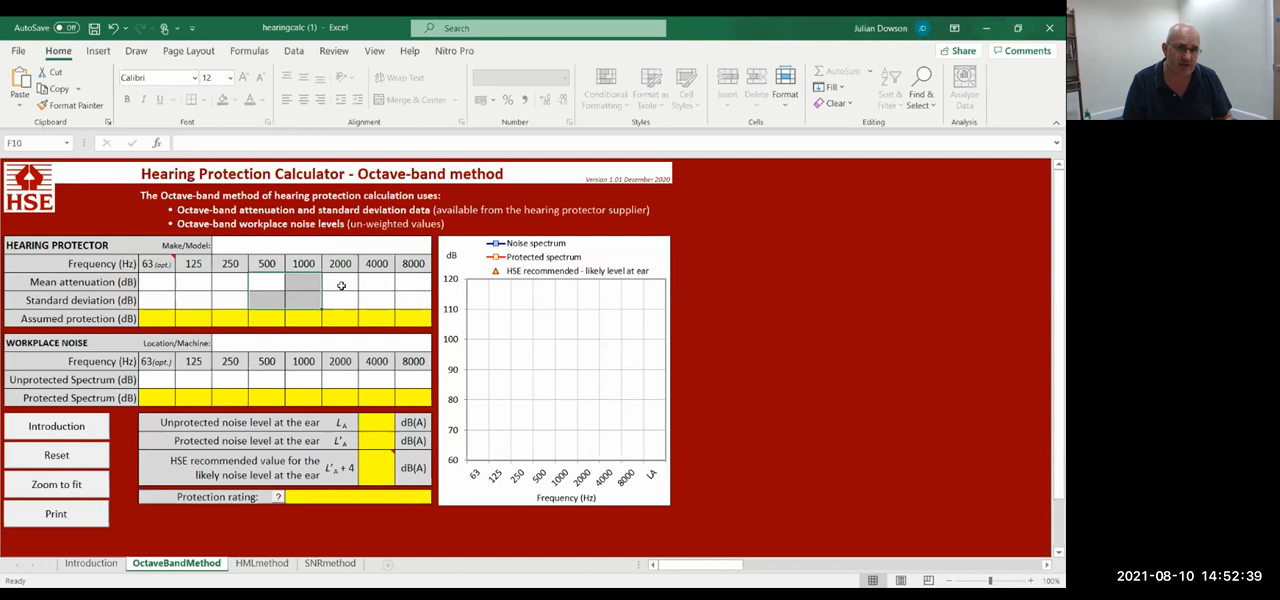 AutoSave Off hearingcalc (1) - Excel Search Julian Dowson JD
File Home Insert Draw Page Layout Formulas Data Review View Help Nitro Pro Share Comments
Paste Cut Copy Format Painter Clipboard
Calibri 12 B I U A Font
Wrap Text Merge & Center Alignment
% Number
Conditional Formatting Format as Table Cell Styles Styles
Insert Delete Format Cells
AutoSum Fill Clear Sort & Filter Find & Select Editing
Analyze Data Analysis
F10 fx
HSE
Hearing Protection Calculator - Octave-band method
Version 1.01 December 2020
The Octave-band method of hearing protection calculation uses:
• Octave-band attenuation and standard deviation data (available from the hearing protector supplier)
• Octave-band workplace noise levels (un-weighted values)
HEARING PROTECTOR Make/Model:
Frequency (Hz) 63 (opt.) 125 250 500 1000 2000 4000 8000
Mean attenuation (dB)
Standard deviation (dB)
Assumed protection (dB)
WORKPLACE NOISE Location/Machine:
Frequency (Hz) 63(opt.) 125 250 500 1000 2000 4000 8000
Unprotected Spectrum (dB)
Protected Spectrum (dB)
Introduction
Reset
Zoom to fit
Print
Unprotected noise level at the ear LA dB(A)
Protected noise level at the ear L'A dB(A)
HSE recommended value for the
likely noise level at the ear L'A + 4 dB(A)
Protection rating: ?
Noise spectrum
Protected spectrum
HSE recommended - likely level at ear
dB
120
110
100
90
80
70
60
63 125 250 500 1000 2000 4000 8000 LA
Frequency (Hz)
Introduction OctaveBandMethod HMLmethod SNRmethod
Ready 100%
2021-08-10 14:52:39